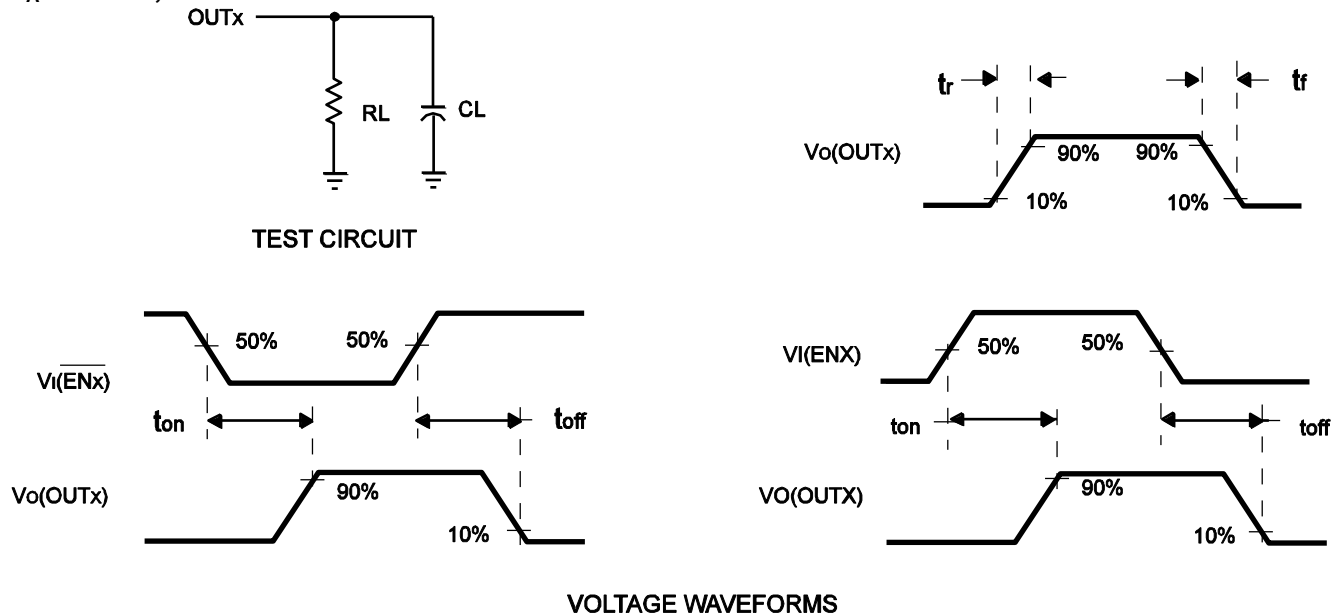 OUTx
RL
CL
TEST CIRCUIT
tr
tf
VO(OUTx)
90%
90%
10%
10%
50%
50%
VI(ENx)
ton
toff
VO(OUTx)
90%
10%
50%
50%
VI(ENX)
ton
toff
VO(OUTX)
90%
10%
VOLTAGE WAVEFORMS